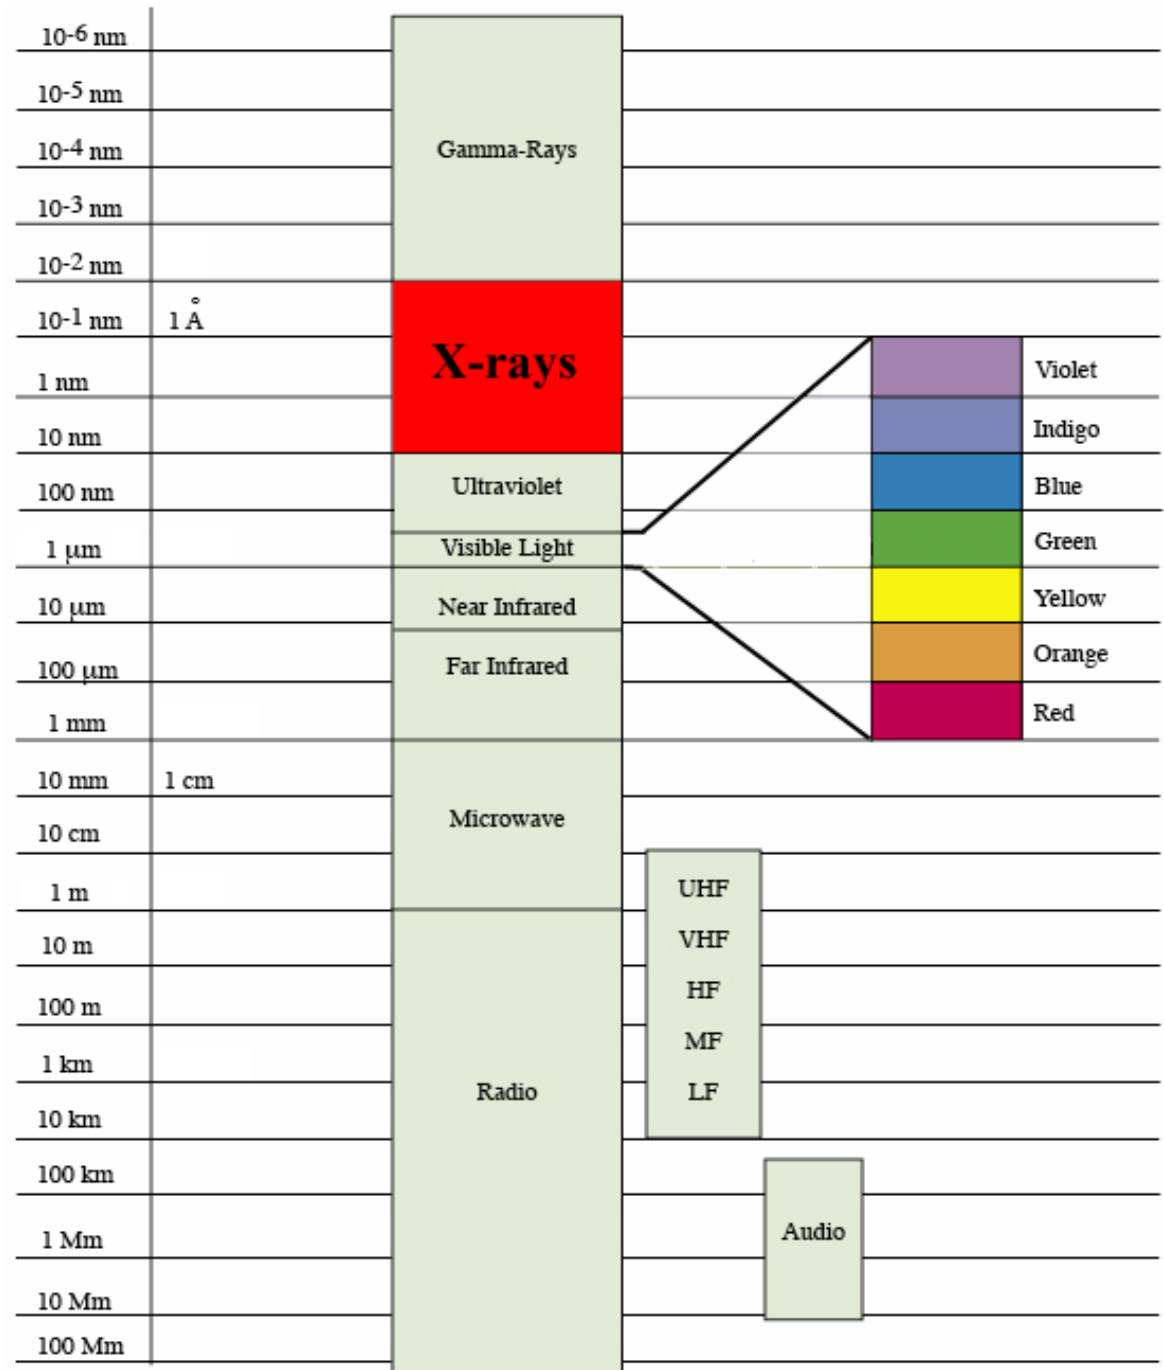 10-6 nm
10-5 nm
10-4 nm
Gamma-Rays
10-3 nm
10-2 nm
10-1 nm 1 Å
X-rays
1 nm
Violet
10 nm
Indigo
100 nm
Ultraviolet
Blue
1 μm
Visible Light
Green
10 μm
Near Infrared
Yellow
100 μm
Far Infrared
Orange
1 mm
Red
10 mm 1 cm
Microwave
10 cm
1 m
UHF
10 m
VHF
100 m
HF
1 km
MF
Radio
LF
10 km
100 km
1 Mm
Audio
10 Mm
100 Mm